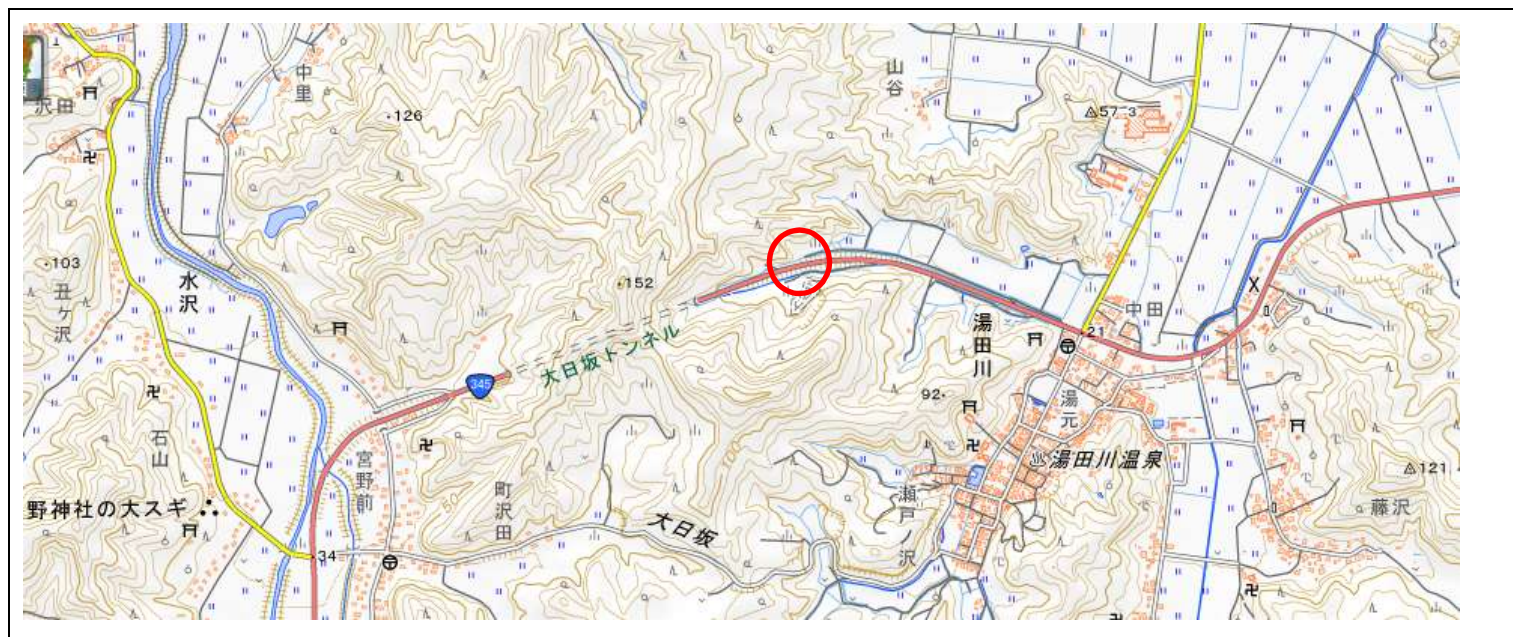 沢田
中里
126
山谷
57.3
103
丑ヶ沢
水沢
152
大日坂トンネル
345
湯田川
中田
21
92
湯元
湯田川温泉
石山
宮野前
町沢田
50
100
瀬戸
沢
大日坂
121
藤沢
野神社の大スギ
34